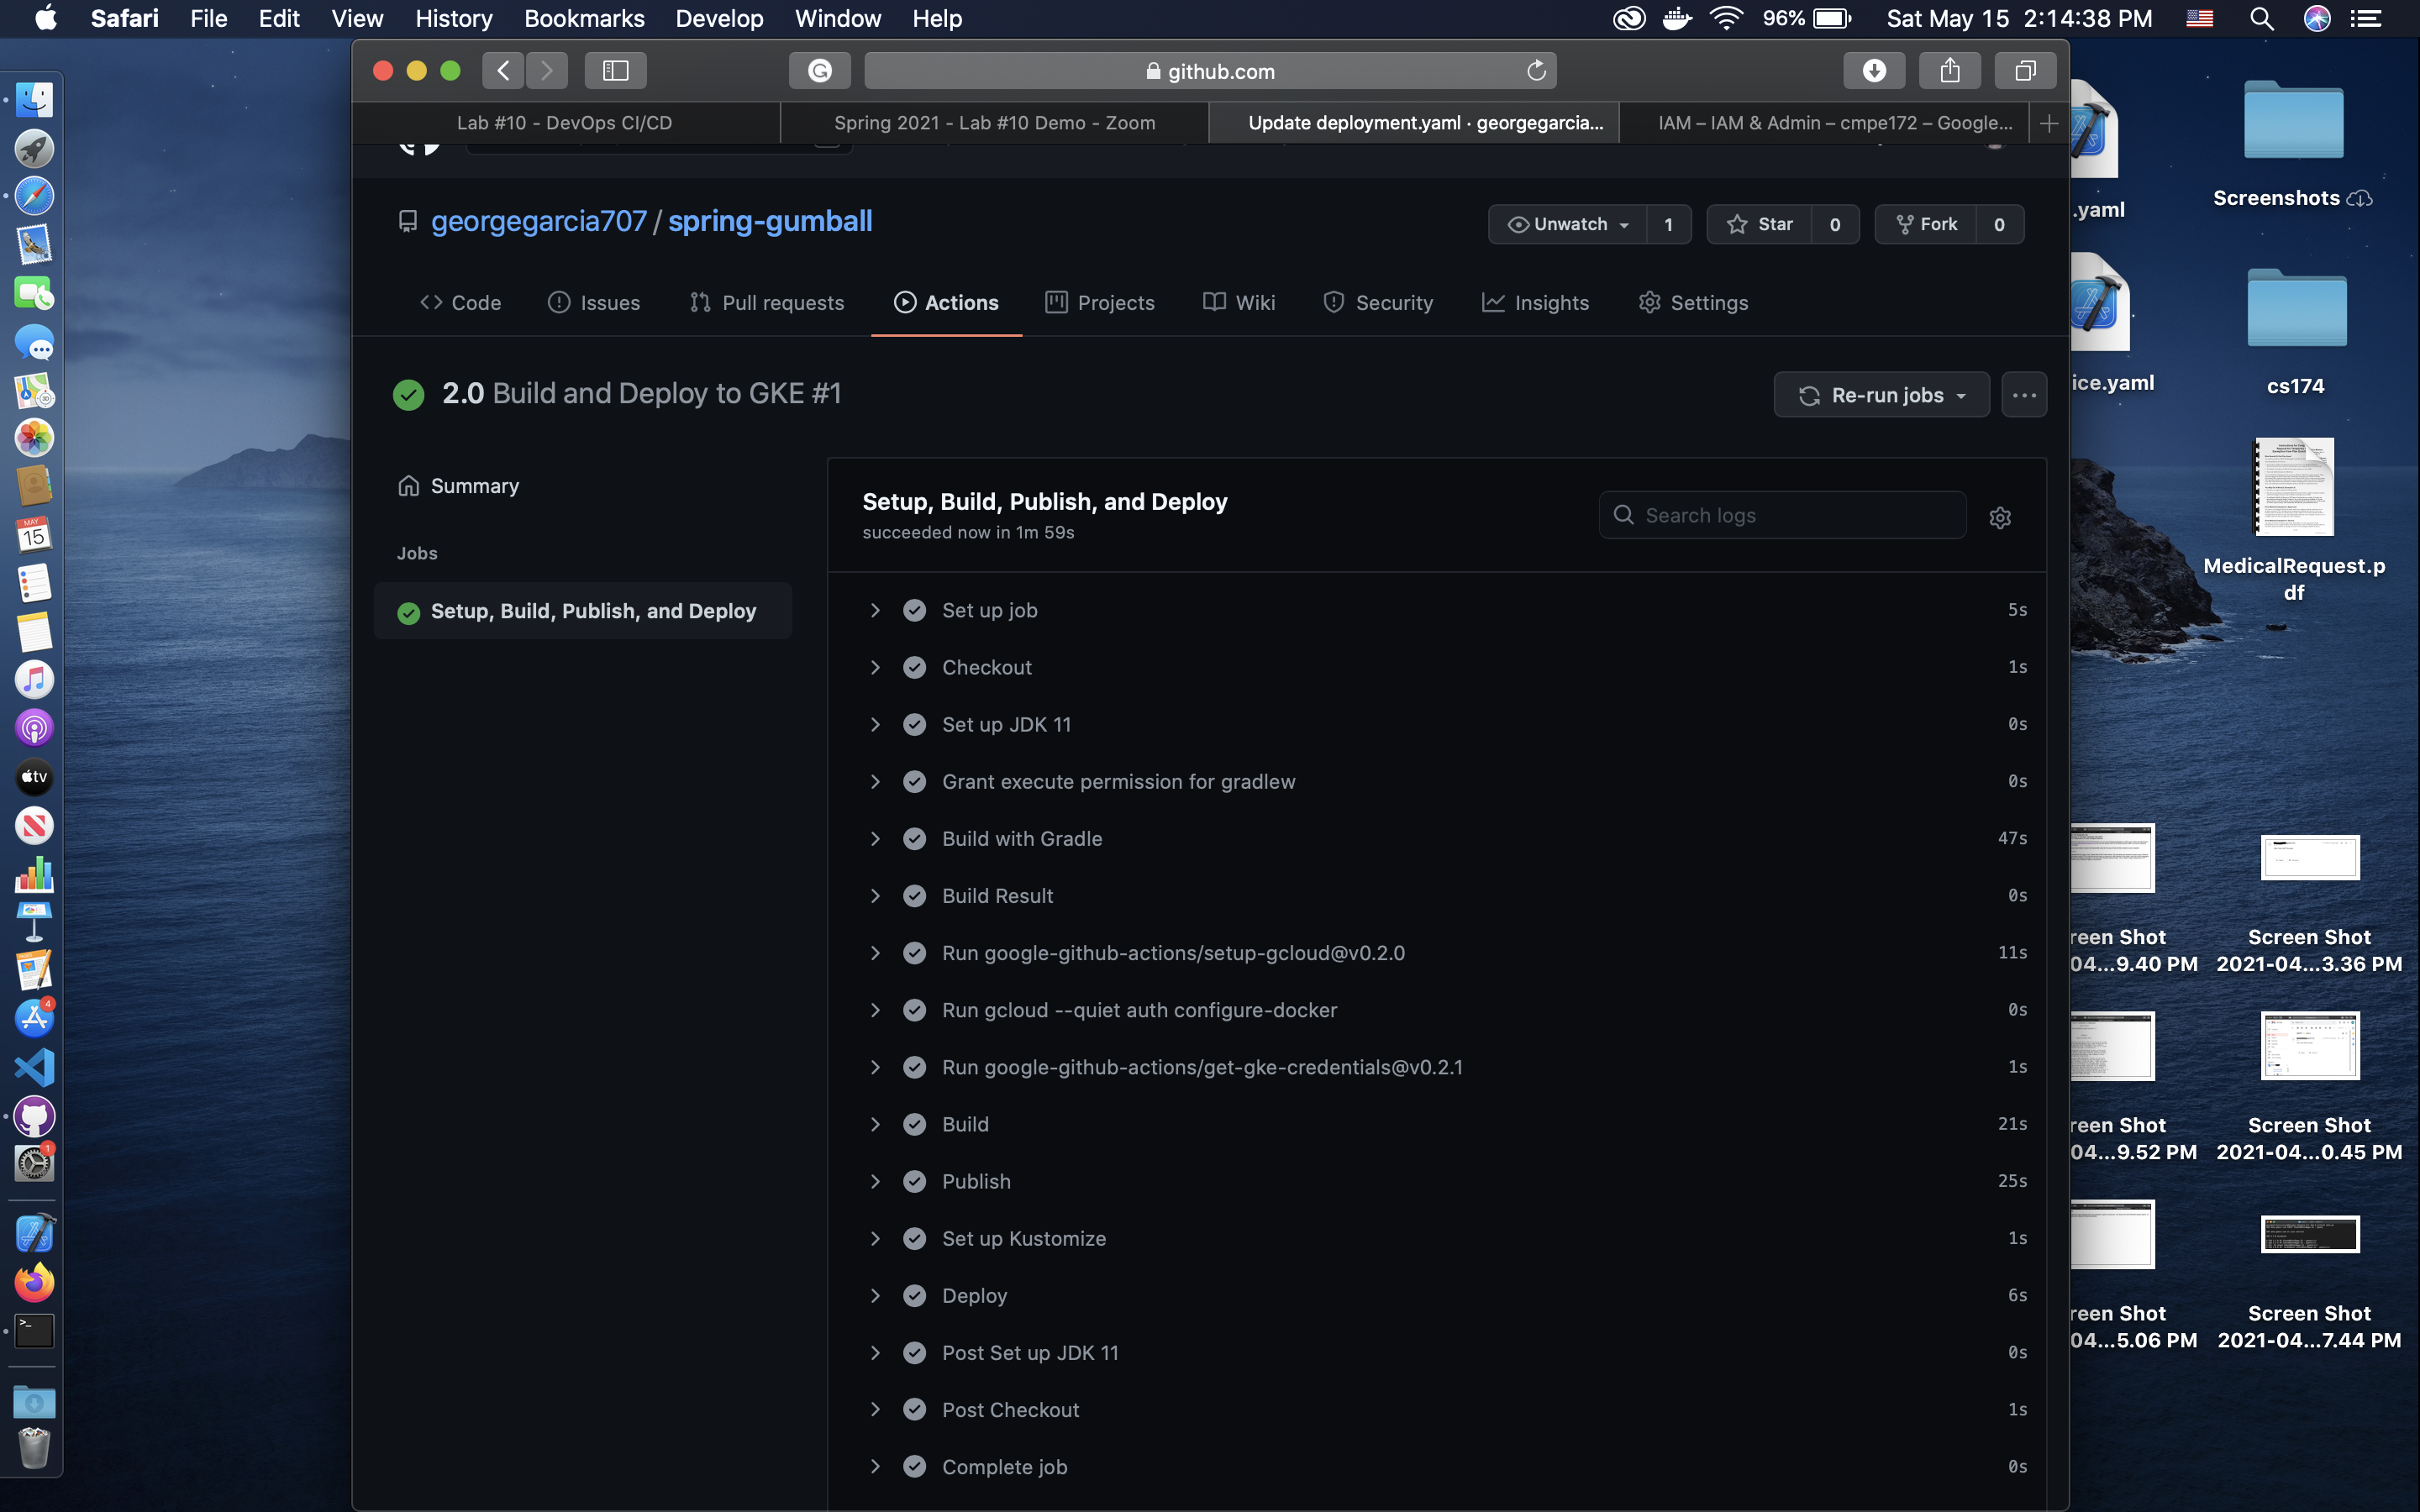 Safari File Edit View History Bookmarks Develop Window Help 96% Sat May 15 2:14:38 PM
github.com
Lab #10 - DevOps CI/CD
Spring 2021 - Lab #10 Demo - Zoom
Update deployment.yaml · georgegarcia...
IAM – IAM & Admin – cmpe172 – Google...
georgegarcia707 / spring-gumball
Unwatch 1
Star 0
Fork 0
Code Issues Pull requests Actions Projects Wiki Security Insights Settings
2.0 Build and Deploy to GKE #1
Re-run jobs
Summary
Jobs
Setup, Build, Publish, and Deploy
Setup, Build, Publish, and Deploy
succeeded now in 1m 59s
Search logs
Set up job 5s
Checkout 1s
Set up JDK 11 0s
Grant execute permission for gradlew 0s
Build with Gradle 47s
Build Result 0s
Run google-github-actions/setup-gcloud@v0.2.0 11s
Run gcloud --quiet auth configure-docker 0s
Run google-github-actions/get-gke-credentials@v0.2.1 1s
Build 21s
Publish 25s
Set up Kustomize 1s
Deploy 6s
Post Set up JDK 11 0s
Post Checkout 1s
Complete job 0s
.yaml
Screenshots
ice.yaml
cs174
MedicalRequest.p
df
reen Shot
04...9.40 PM
Screen Shot
2021-04...3.36 PM
reen Shot
04...9.52 PM
Screen Shot
2021-04...0.45 PM
reen Shot
04...5.06 PM
Screen Shot
2021-04...7.44 PM
MAY
15
tv
4
1